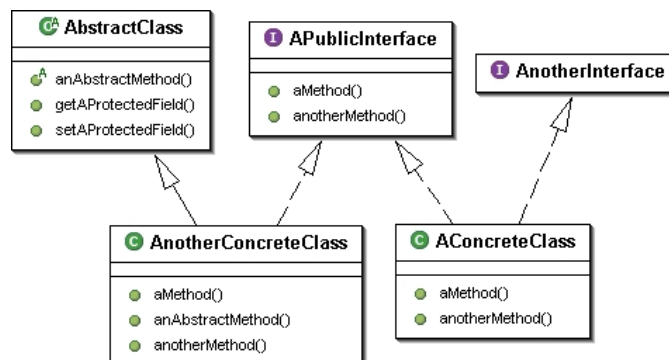 AbstractClass
anAbstractMethod()
getAProtectedField()
setAProtectedField()
APublicInterface
aMethod()
anotherMethod()
AnotherInterface
AnotherConcreteClass
aMethod()
anAbstractMethod()
anotherMethod()
AConcreteClass
aMethod()
anotherMethod()